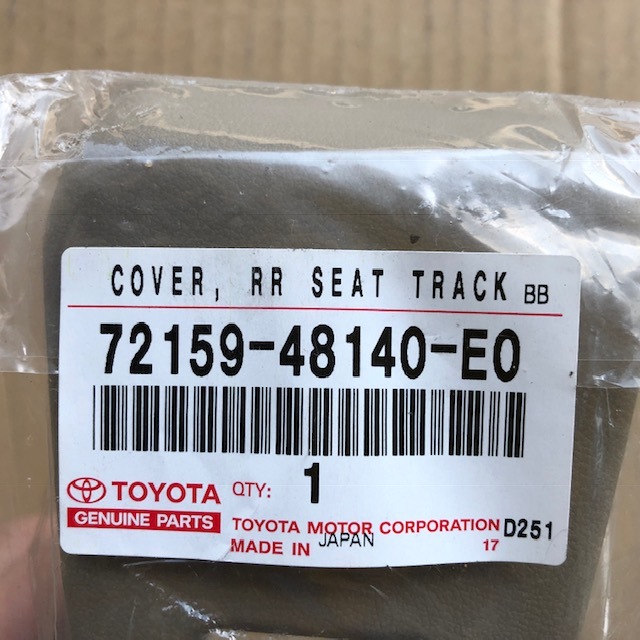 COVER, RR SEAT TRACK BB
72159-48140-E0
TOYOTA QTY: 1
GENUINE PARTS
TOYOTA MOTOR CORPORATION D251
MADE IN JAPAN 17